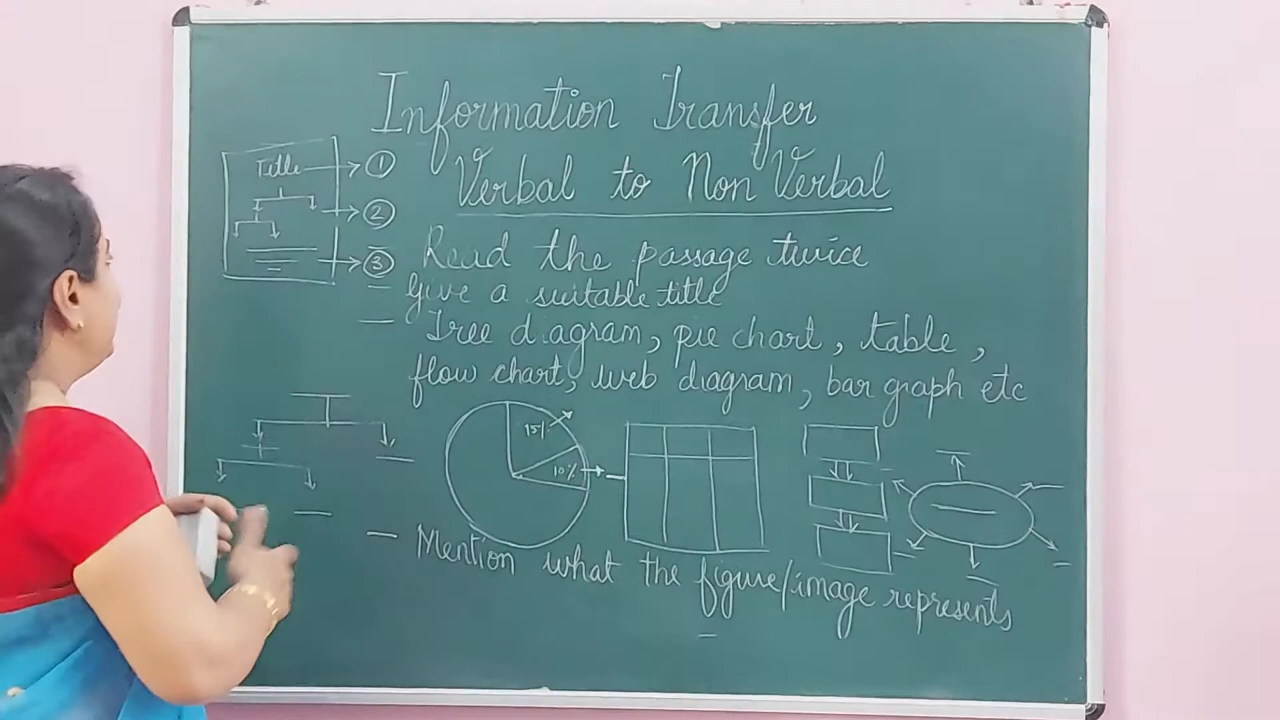 Information Transfer
Verbal to Non Verbal
Title → ①
→ ②
→ ③
— Read the passage twice
— Give a suitable title
— Tree diagram, pie chart, table,
flow chart, web diagram, bar graph etc
15%
10%
— Mention what the figure/image represents